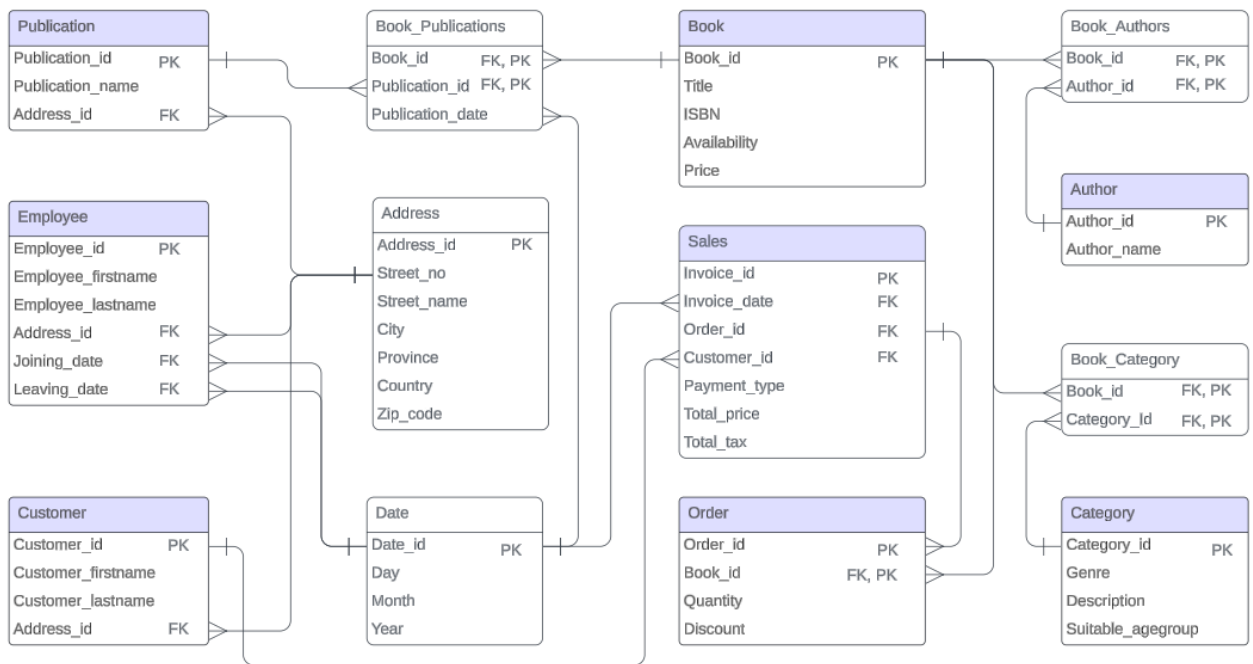 Publication
Publication_id PK
Publication_name
Address_id FK
Book_Publications
Book_id FK, PK
Publication_id FK, PK
Publication_date
Book
Book_id PK
Title
ISBN
Availability
Price
Book_Authors
Book_id FK, PK
Author_id FK, PK
Author
Author_id PK
Author_name
Employee
Employee_id PK
Employee_firstname
Employee_lastname
Address_id FK
Joining_date FK
Leaving_date FK
Address
Address_id PK
Street_no
Street_name
City
Province
Country
Zip_code
Sales
Invoice_id PK
Invoice_date FK
Order_id FK
Customer_id FK
Payment_type
Total_price
Total_tax
Book_Category
Book_id FK, PK
Category_Id FK, PK
Customer
Customer_id PK
Customer_firstname
Customer_lastname
Address_id FK
Date
Date_id PK
Day
Month
Year
Order
Order_id PK
Book_id FK, PK
Quantity
Discount
Category
Category_id PK
Genre
Description
Suitable_agegroup